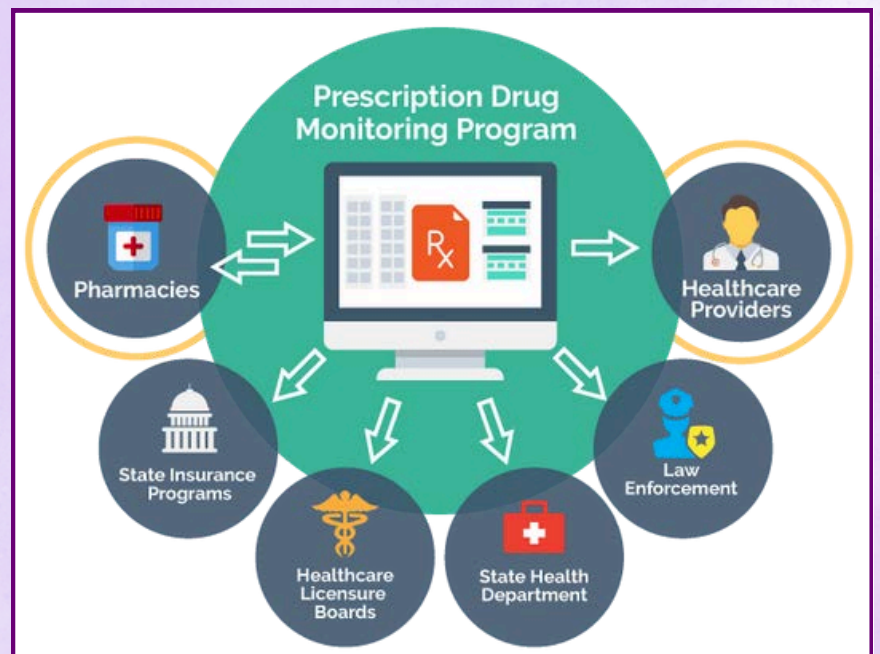 Prescription Drug
Monitoring Program
Rx
Pharmacies
Healthcare
Providers
State Insurance
Programs
Law
Enforcement
Healthcare
Licensure
Boards
State Health
Department